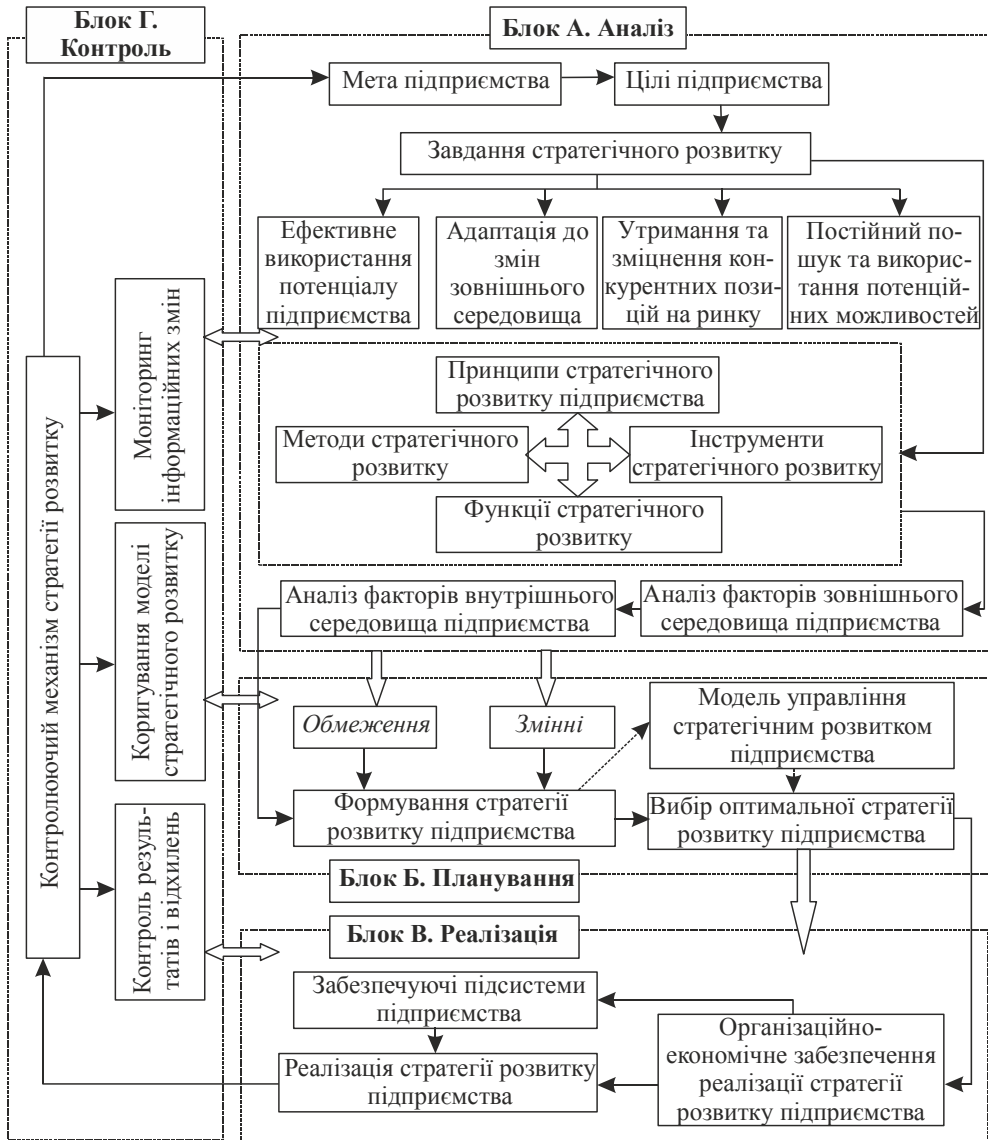 Блок Г.
Контроль
Блок А. Аналіз
Мета підприємства
Цілі підприємства
Завдання стратегічного розвитку
Ефективне
використання
потенціалу
підприємства
Адаптація до
змін
зовнішнього
середовища
Утримання та
зміцнення кон-
курентних пози-
цій на ринку
Постійний по-
шук та викорис-
тання потенцій-
них можливостей
Принципи стратегічного
розвитку підприємства
Методи стратегічного
розвитку
Інструменти
стратегічного розвитку
Функції стратегічного
розвитку
Аналіз факторів внутрішнього
середовища підприємства
Аналіз факторів зовнішнього
середовища підприємства
Контролюючий механізм стратегії розвитку
Моніторинг
інформаційних змін
Коригування моделі
стратегічного розвитку
Контроль резуль-
татів і відхилень
Обмеження
Змінні
Модель управління
стратегічним розвитком
підприємства
Формування стратегії
розвитку підприємства
Вибір оптимальної стратегії
розвитку підприємства
Блок Б. Планування
Блок В. Реалізація
Забезпечуючі підсистеми
підприємства
Реалізація стратегії розвитку
підприємства
Організаційно-
економічне забезпечення
реалізації стратегії
розвитку підприємства